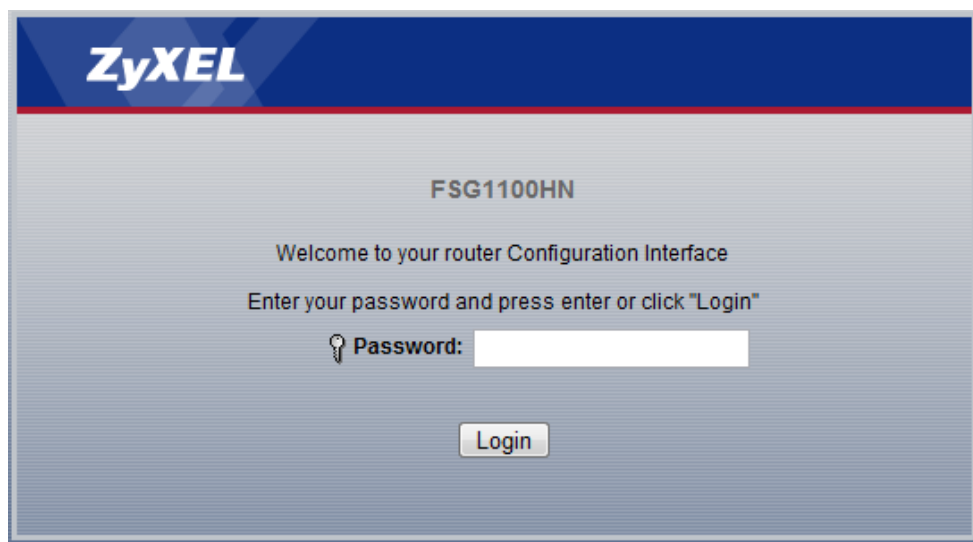 ZyXEL
FSG1100HN
Welcome to your router Configuration Interface
Enter your password and press enter or click "Login"
Password:
Login